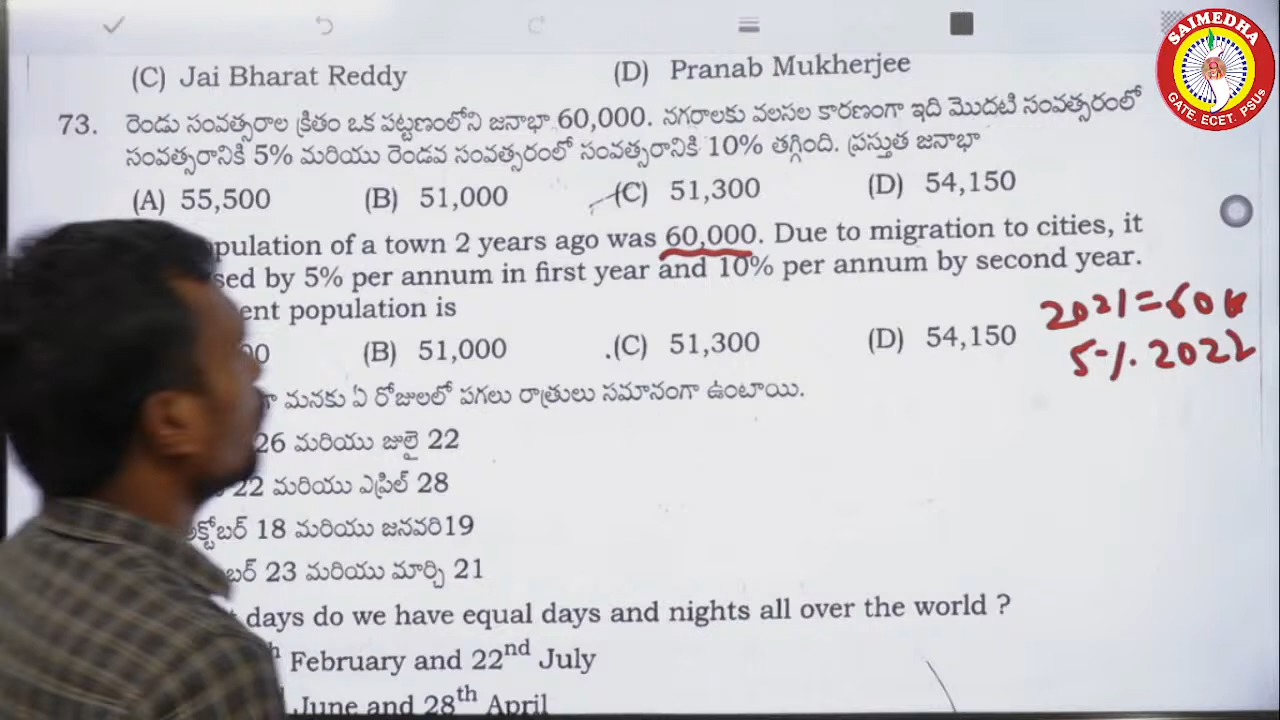 (C) Jai Bharat Reddy (D) Pranab Mukherjee
73. రెండు సంవత్సరాల క్రితం ఒక పట్టణంలోని జనాభా 60,000. నగరాలకు వలసల కారణంగా ఇది మొదటి సంవత్సరంలో
సంవత్సరానికి 5% మరియు రెండవ సంవత్సరంలో సంవత్సరానికి 10% తగ్గింది. ప్రస్తుత జనాభా
(A) 55,500 (B) 51,000 (C) 51,300 (D) 54,150
pulation of a town 2 years ago was 60,000. Due to migration to cities, it
sed by 5% per annum in first year and 10% per annum by second year.
ent population is
00 (B) 51,000 (C) 51,300 (D) 54,150
2021=60k
5-/. 2022
మనకు ఏ రోజులలో పగలు రాత్రులు సమానంగా ఉంటాయి.
26 మరియు జులై 22
22 మరియు ఎప్రిల్ 28
క్టోబర్ 18 మరియు జనవరి19
బర్ 23 మరియు మార్చి 21
days do we have equal days and nights all over the world ?
February and 22nd July
June and 28th April
SAIMEDHA
GATE. ECET. PSUs